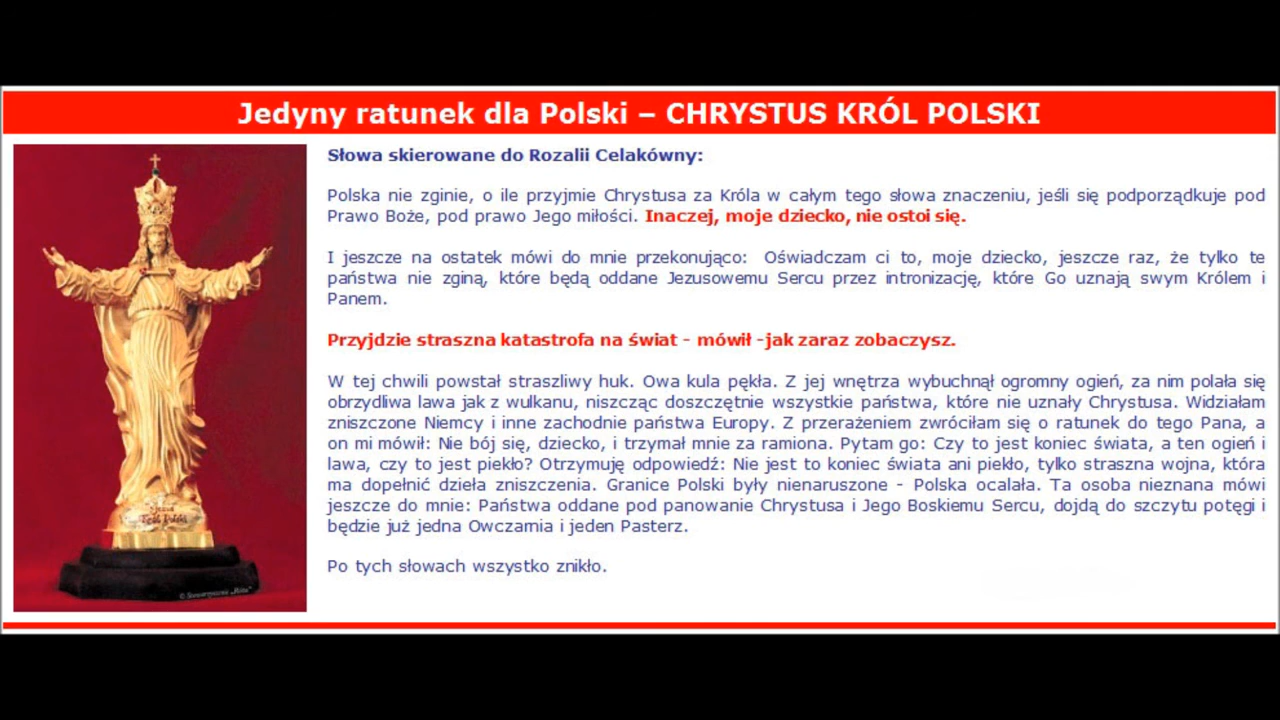 Jedyny ratunek dla Polski – CHRYSTUS KRÓL POLSKI
Słowa skierowane do Rozalii Celakówny:
Polska nie zginie, o ile przyjmie Chrystusa za Króla w całym tego słowa znaczeniu, jeśli się podporządkuje pod
Prawo Boże, pod prawo Jego miłości. Inaczej, moje dziecko, nie ostoi się.
I jeszcze na ostatek mówi do mnie przekonująco: Oświadczam ci to, moje dziecko, jeszcze raz, że tylko te
państwa nie zginą, które będą oddane Jezusowemu Sercu przez intronizację, które Go uznają swym Królem i
Panem.
Przyjdzie straszna katastrofa na świat - mówił -jak zaraz zobaczysz.
W tej chwili powstał straszliwy huk. Owa kula pękła. Z jej wnętrza wybuchnął ogromny ogień, za nim polała się
obrzydliwa lawa jak z wulkanu, niszcząc doszczętnie wszystkie państwa, które nie uznały Chrystusa. Widziałam
zniszczone Niemcy i inne zachodnie państwa Europy. Z przerażeniem zwróciłam się o ratunek do tego Pana, a
on mi mówił: Nie bój się, dziecko, i trzymał mnie za ramiona. Pytam go: Czy to jest koniec świata, a ten ogień i
lawa, czy to jest piekło? Otrzymuję odpowiedź: Nie jest to koniec świata ani piekło, tylko straszna wojna, która
ma dopełnić dzieła zniszczenia. Granice Polski były nienaruszone - Polska ocalała. Ta osoba nieznana mówi
jeszcze do mnie: Państwa oddane pod panowanie Chrystusa i Jego Boskiemu Sercu, dojdą do szczytu potęgi i
będzie już jedna Owczarnia i jeden Pasterz.
Po tych słowach wszystko znikło.
Jezus
Król Polski